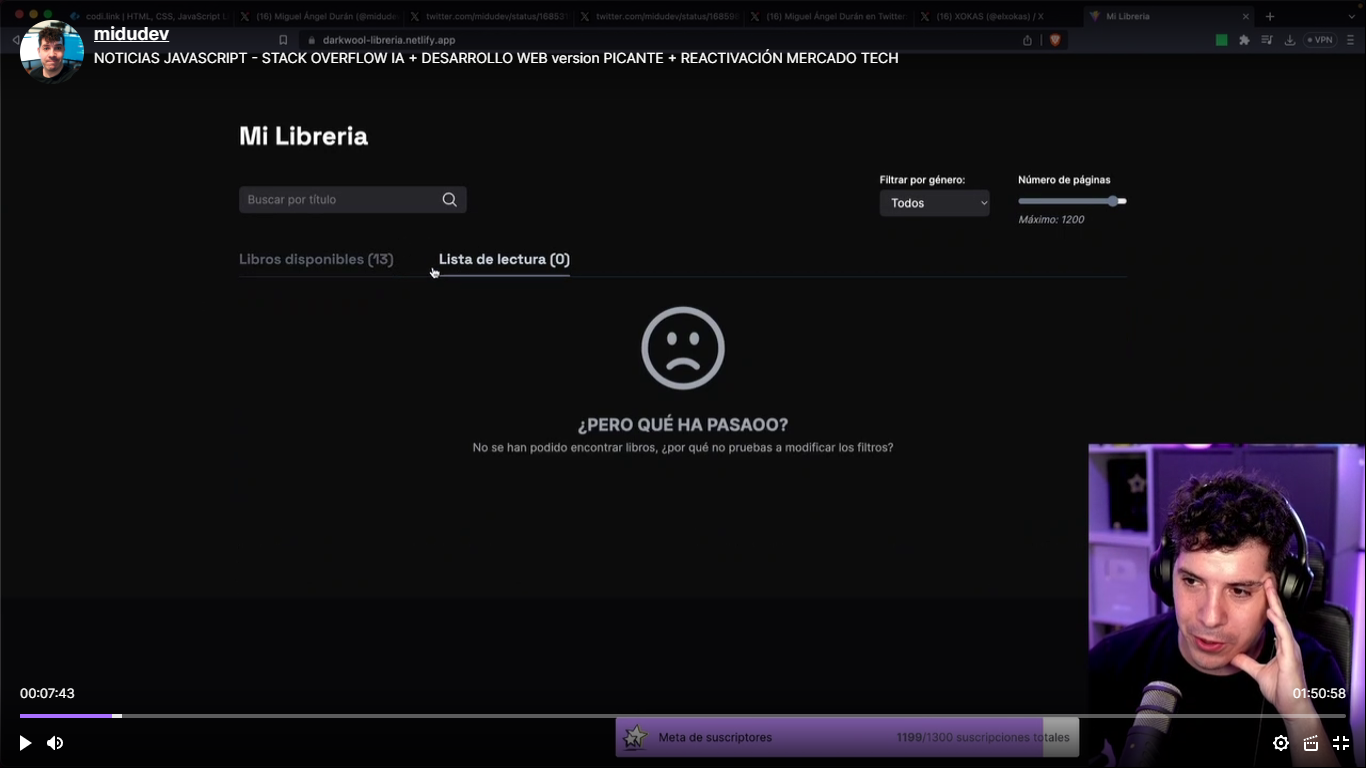 codi.link | HTML, CSS, JavaScript L
(16) Miguel Ángel Durán (@midude
twitter.com/midudev/status/16853
twitter.com/midudev/status/168598
(16) Miguel Ángel Durán en Twitter
(16) XOKAS (@elxokas) / X
Mi Libreria
midudev
darkwool-libreria.netlify.app
VPN
NOTICIAS JAVASCRIPT - STACK OVERFLOW IA + DESARROLLO WEB version PICANTE + REACTIVACIÓN MERCADO TECH
Mi Libreria
Filtrar por género:
Número de páginas
Buscar por título
Todos
Máximo: 1200
Libros disponibles (13)
Lista de lectura (0)
¿PERO QUÉ HA PASAOO?
No se han podido encontrar libros, ¿por qué no pruebas a modificar los filtros?
00:07:43
01:50:58
Meta de suscriptores
1199/1300 suscripciones totales